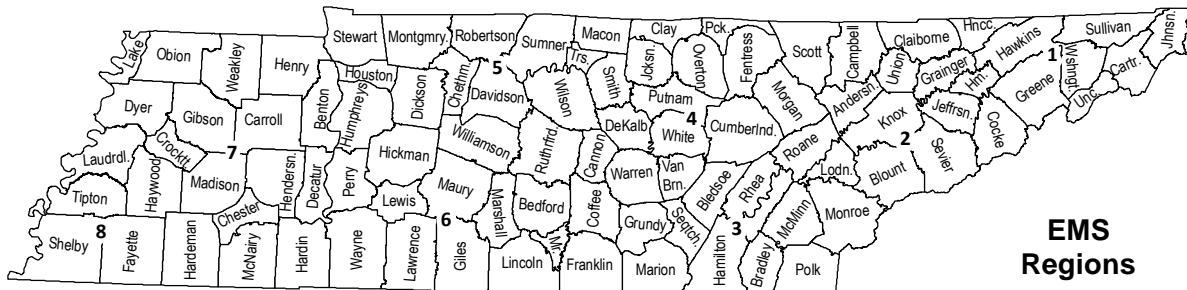 Stewart
Montgmry.
Robertson
Sumner
Macon
Clay
Pck.
Fentress
Scott
Campbell
Claiborne
Hncc.
Hawkins
Sullivan
Jhnsn.
Lake
Obion
Weakley
Henry
Houston
Humphreys
Dickson
Chethm.
5
Davidson
Trs.
Wilson
Smith
Jcksn.
Overton
Putnam
4
Morgan
Andersn.
Union
Grainger
Hm.
Greene
1
Washngt.
Unc.
Cartr.
Dyer
Gibson
Crocktt.
7
Carroll
Benton
Williamson
Ruthrfrd.
Cannon
DeKalb
White
Cumberlnd.
Roane
Knox
2
Jeffrsn.
Cocke
Sevier
Blount
Lodn.
Laudrdl.
Haywood
Madison
Hendersn.
Decatur
Perry
Hickman
Lewis
Maury
Marshall
Bedford
Coffee
Warren
Van
Brn.
Bledsoe
Rhea
McMinn
Monroe
Tipton
Chester
6
Mr.
Grundy
Seqtch.
3
Shelby
8
Fayette
Hardeman
McNairy
Hardin
Wayne
Lawrence
Giles
Lincoln
Franklin
Marion
Hamilton
Bradley
Polk
EMS
Regions